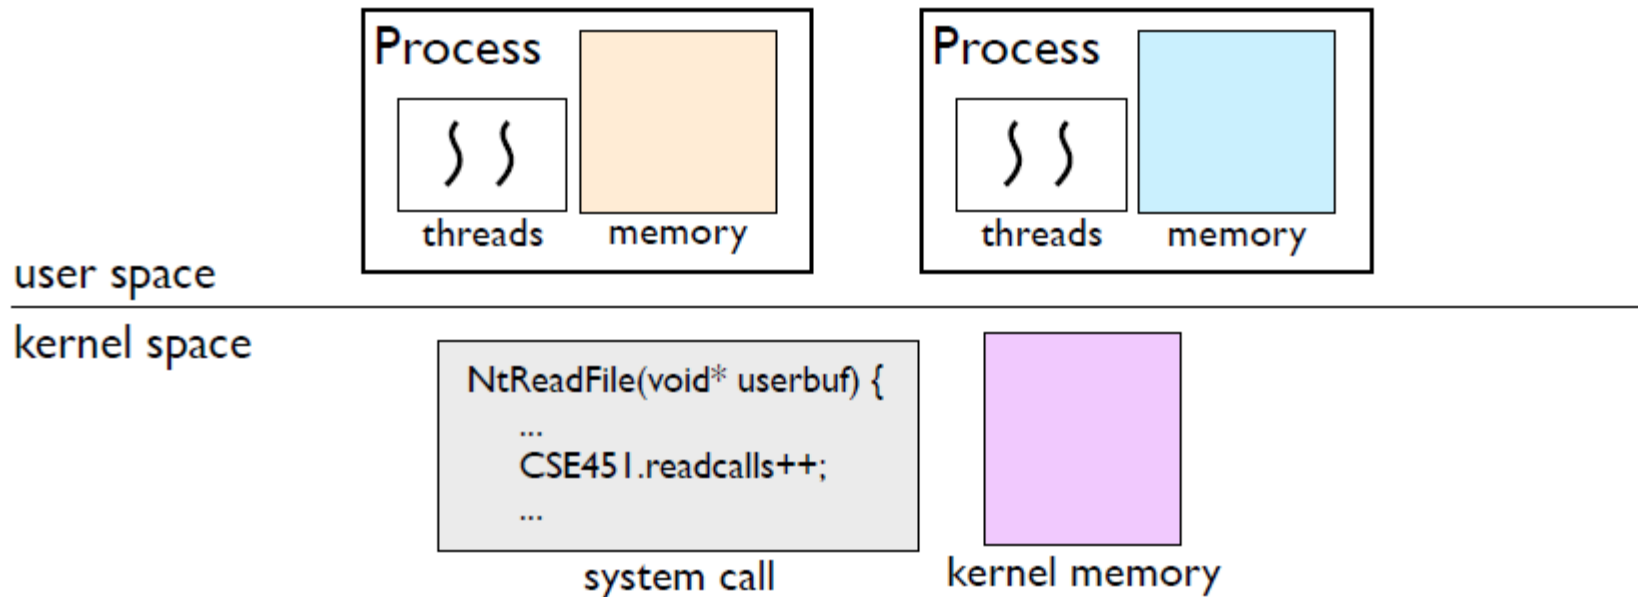 Process
Process
threads
memory
threads
memory
user space
kernel space
NtReadFile(void* userbuf) {
...
CSE451.readcalls++;
...
system call
kernel memory